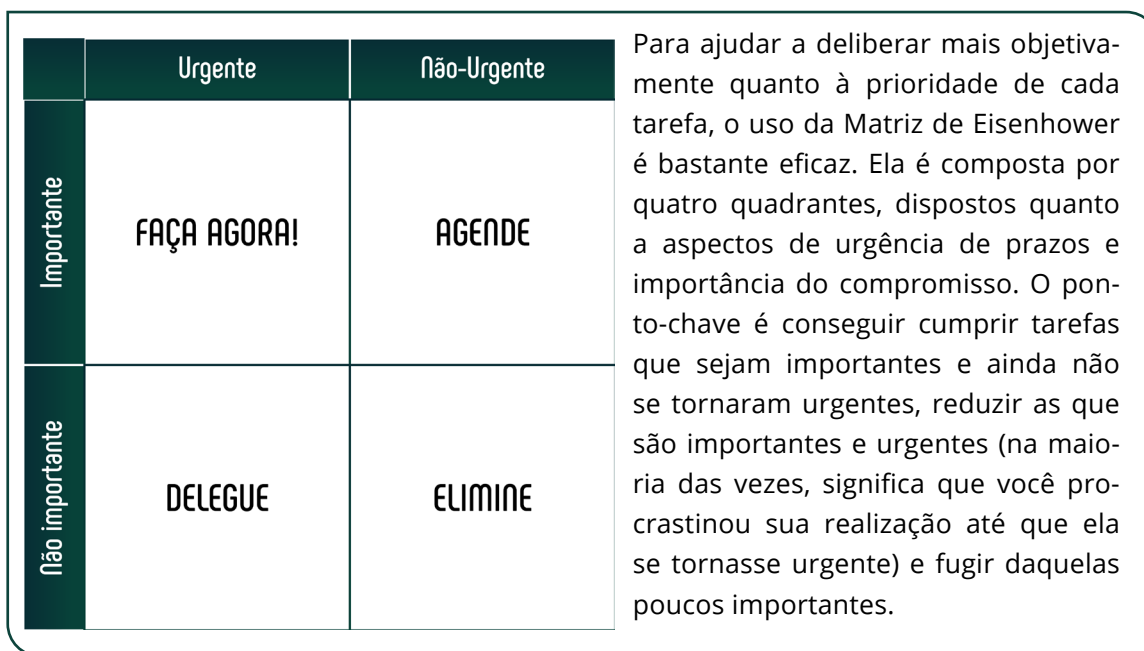 Urgente
Não-Urgente
Importante
FAÇA AGORA!
AGENDE
Não importante
DELEGUE
ELIMINE
Para ajudar a deliberar mais objetiva-
mente quanto à prioridade de cada
tarefa, o uso da Matriz de Eisenhower
é bastante eficaz. Ela é composta por
quatro quadrantes, dispostos quanto
a aspectos de urgência de prazos e
importância do compromisso. O pon-
to-chave é conseguir cumprir tarefas
que sejam importantes e ainda não
se tornaram urgentes, reduzir as que
são importantes e urgentes (na maio-
ria das vezes, significa que você pro-
crastinou sua realização até que ela
se tornasse urgente) e fugir daquelas
poucos importantes.